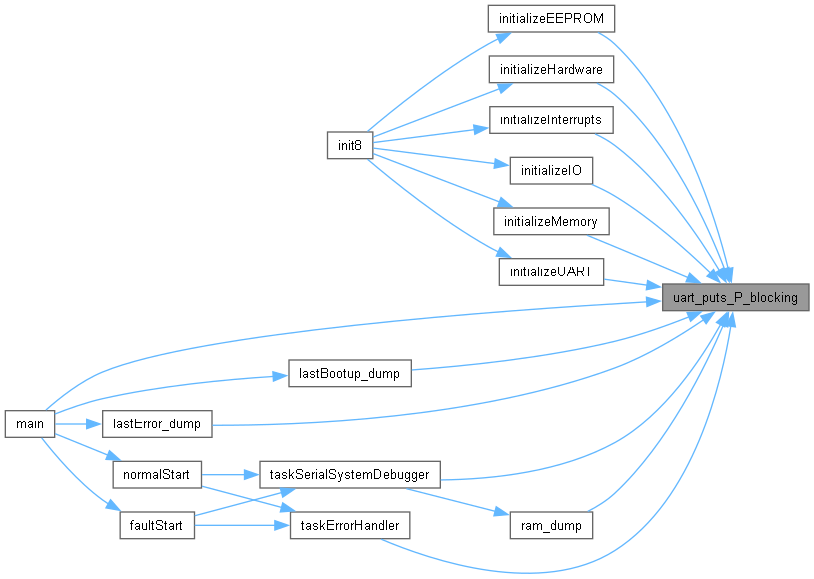 initializeEEPROM
initializeHardware
initializeInterrupts
init8
initializeIO
initializeMemory
initializeUART
uart_puts_P_blocking
lastBootup_dump
main
lastError_dump
normalStart
taskSerialSystemDebugger
faultStart
taskErrorHandler
ram_dump